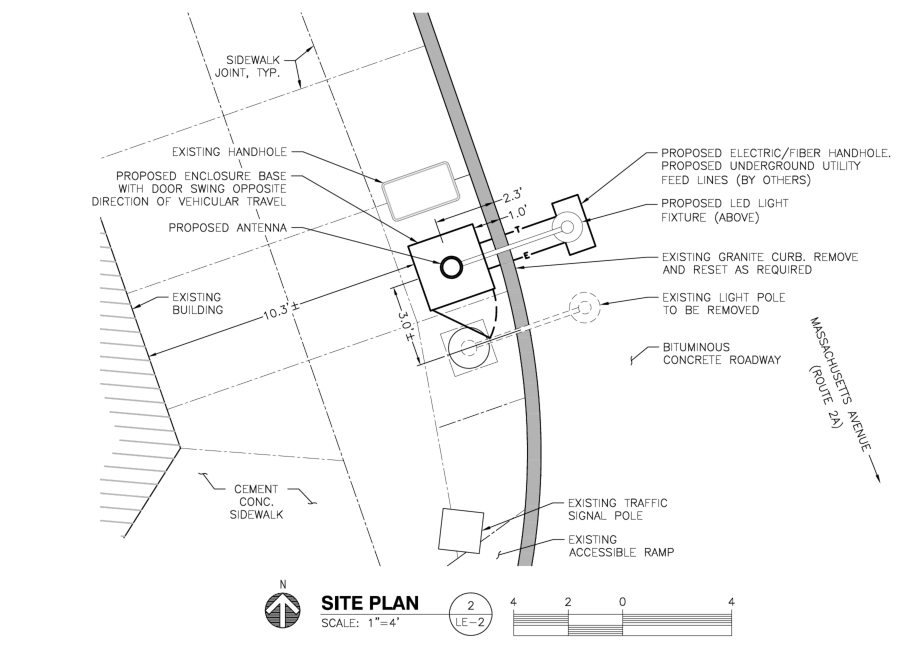 SIDEWALK
JOINT, TYP.
EXISTING HANDHOLE
PROPOSED ENCLOSURE BASE
WITH DOOR SWING OPPOSITE
DIRECTION OF VEHICULAR TRAVEL
PROPOSED ANTENNA
2.3'
1.0'
T
E
PROPOSED ELECTRIC/FIBER HANDHOLE.
PROPOSED UNDERGROUND UTILITY
FEED LINES (BY OTHERS)
PROPOSED LED LIGHT
FIXTURE (ABOVE)
EXISTING GRANITE CURB. REMOVE
AND RESET AS REQUIRED
EXISTING
BUILDING
10.3'±
3.0'±
EXISTING LIGHT POLE
TO BE REMOVED
BITUMINOUS
CONCRETE ROADWAY
MASSACHUSETTS AVENUE
(ROUTE 2A)
CEMENT
CONC.
SIDEWALK
EXISTING TRAFFIC
SIGNAL POLE
EXISTING
ACCESSIBLE RAMP
N
SITE PLAN
SCALE: 1"=4'
2
LE-2
4 2 0 4